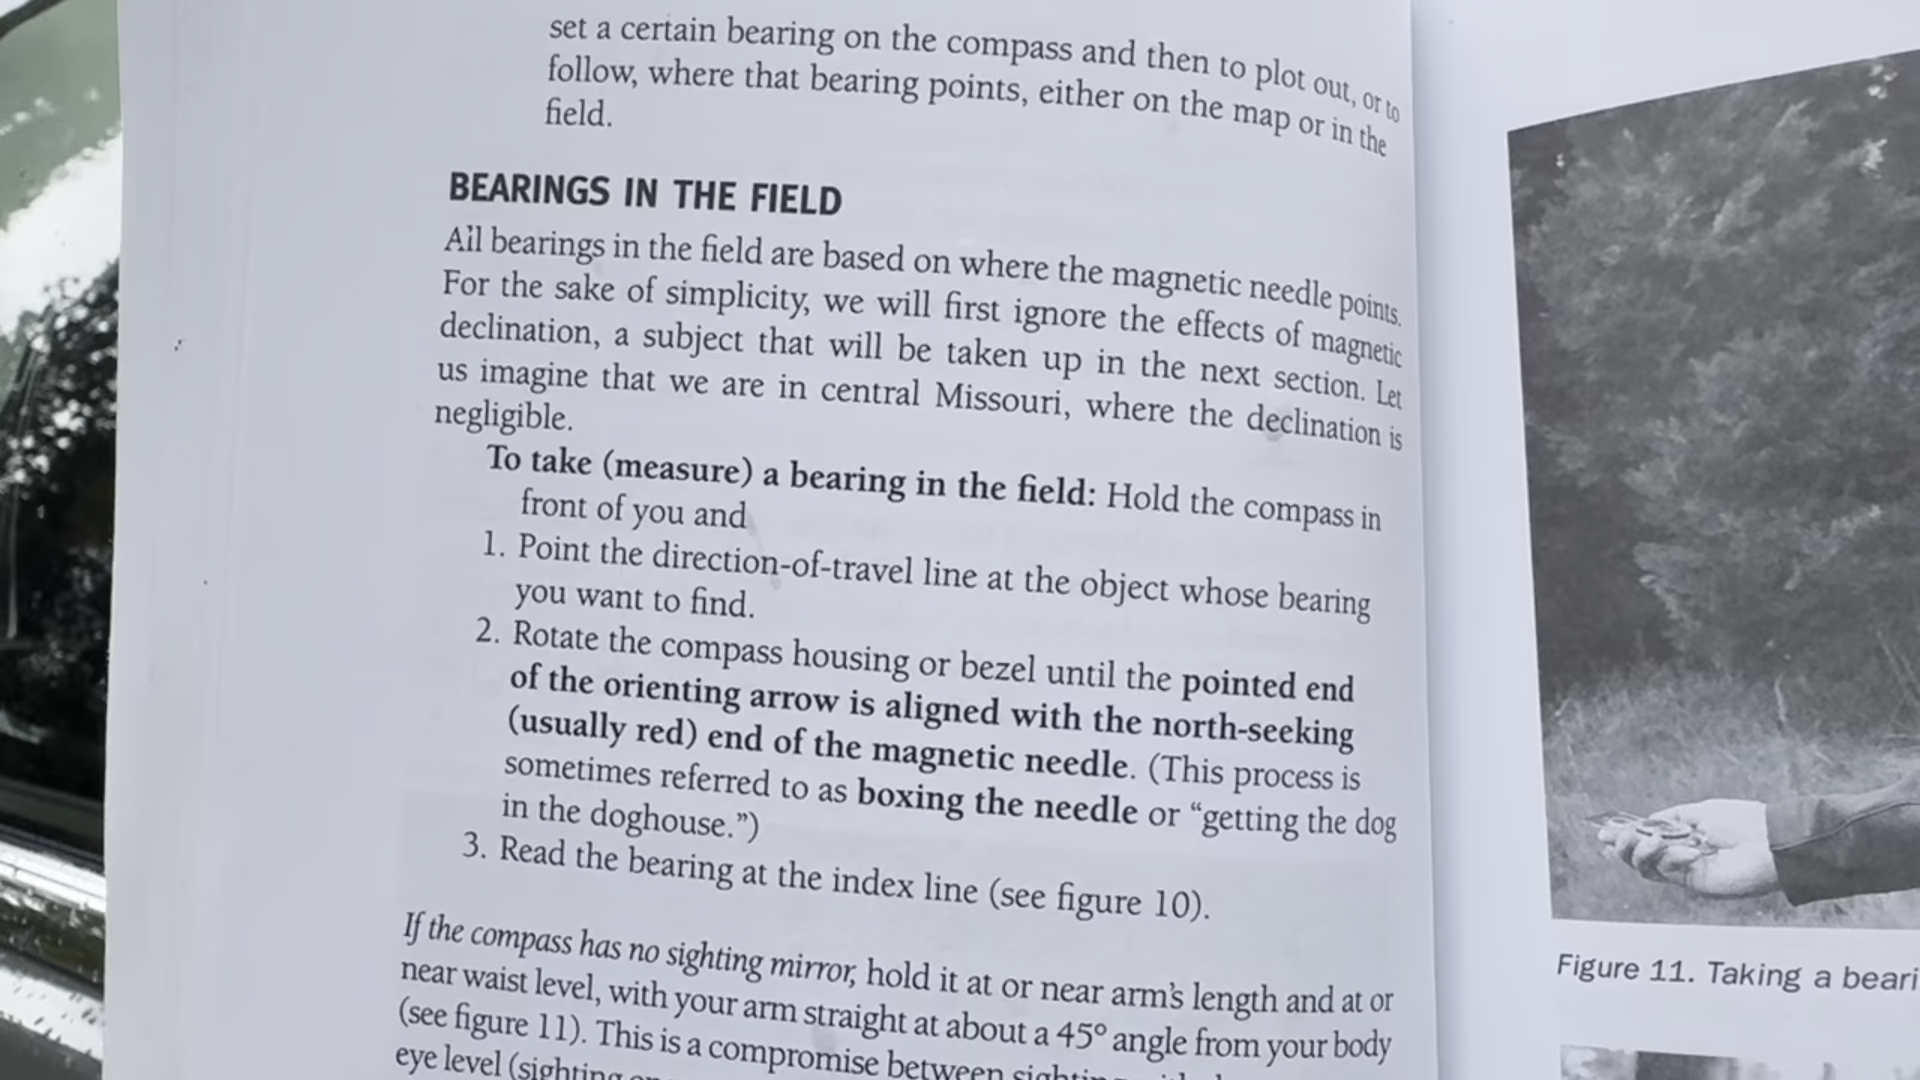 set a certain bearing on the compass and then to plot out, or to
follow, where that bearing points, either on the map or in the
field.
BEARINGS IN THE FIELD
All bearings in the field are based on where the magnetic needle points.
For the sake of simplicity, we will first ignore the effects of magnetic
declination, a subject that will be taken up in the next section. Let
us imagine that we are in central Missouri, where the declination is
negligible.
To take (measure) a bearing in the field: Hold the compass in
front of you and
1. Point the direction-of-travel line at the object whose bearing
you want to find.
2. Rotate the compass housing or bezel until the pointed end
of the orienting arrow is aligned with the north-seeking
(usually red) end of the magnetic needle. (This process is
sometimes referred to as boxing the needle or “getting the dog
in the doghouse.”)
3. Read the bearing at the index line (see figure 10).
If the compass has no sighting mirror, hold it at or near arm's length and at or
near waist level, with your arm straight at about a 45° angle from your body
(see figure 11). This is a compromise between sighting
eye level (sighting
Figure 11. Taking a beari